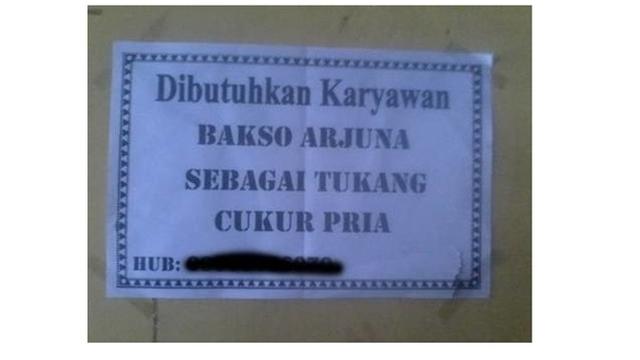 Dibutuhkan Karyawan
BAKSO ARJUNA
SEBAGAI TUKANG
CUKUR PRIA
HUB: